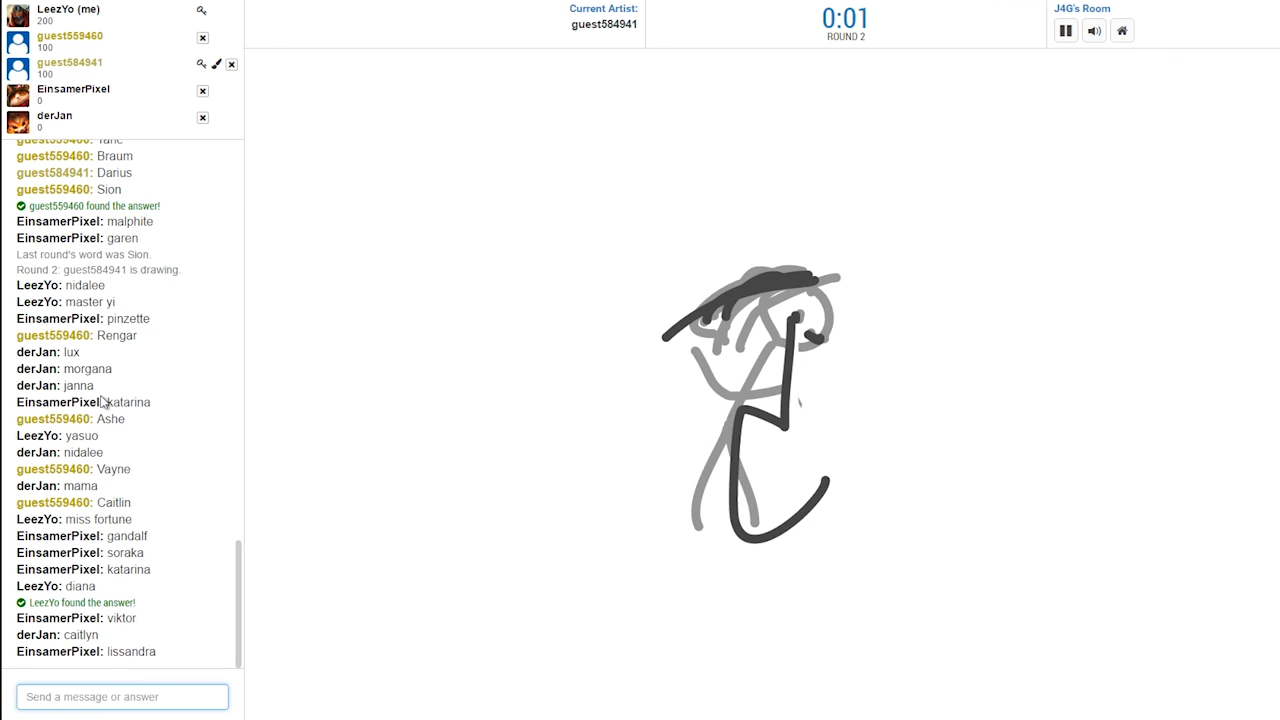 LeezYo (me)
200
guest559460
100
guest584941
100
EinsamerPixel
0
derJan
0
Current Artist:
guest584941
0:01
ROUND 2
J4G's Room
guest559460: Taric
guest559460: Braum
guest584941: Darius
guest559460: Sion
guest559460 found the answer!
EinsamerPixel: malphite
EinsamerPixel: garen
Last round's word was Sion.
Round 2: guest584941 is drawing.
LeezYo: nidalee
LeezYo: master yi
EinsamerPixel: pinzette
guest559460: Rengar
derJan: lux
derJan: morgana
derJan: janna
EinsamerPixel: katarina
guest559460: Ashe
LeezYo: yasuo
derJan: nidalee
guest559460: Vayne
derJan: mama
guest559460: Caitlin
LeezYo: miss fortune
EinsamerPixel: gandalf
EinsamerPixel: soraka
EinsamerPixel: katarina
LeezYo: diana
LeezYo found the answer!
EinsamerPixel: viktor
derJan: caitlyn
EinsamerPixel: lissandra
Send a message or answer